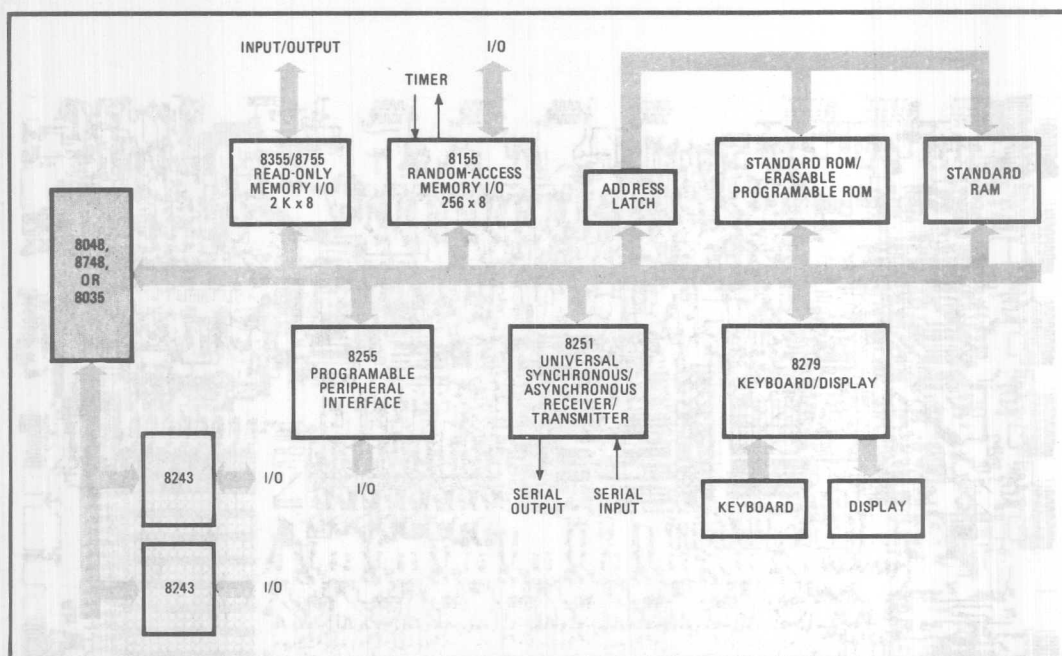 INPUT/OUTPUT
I/O
TIMER
8355/8755
READ-ONLY
MEMORY I/O
2 K x 8
8155
RANDOM-ACCESS
MEMORY I/O
256 x 8
ADDRESS
LATCH
STANDARD ROM/
ERASABLE
PROGRAMABLE ROM
STANDARD
RAM
8048,
8748,
OR
8035
8255
PROGRAMABLE
PERIPHERAL
INTERFACE
8251
UNIVERSAL
SYNCHRONOUS/
ASYNCHRONOUS
RECEIVER/
TRANSMITTER
8279
KEYBOARD/DISPLAY
8243
I/O
I/O
SERIAL
OUTPUT
SERIAL
INPUT
KEYBOARD
DISPLAY
8243
I/O